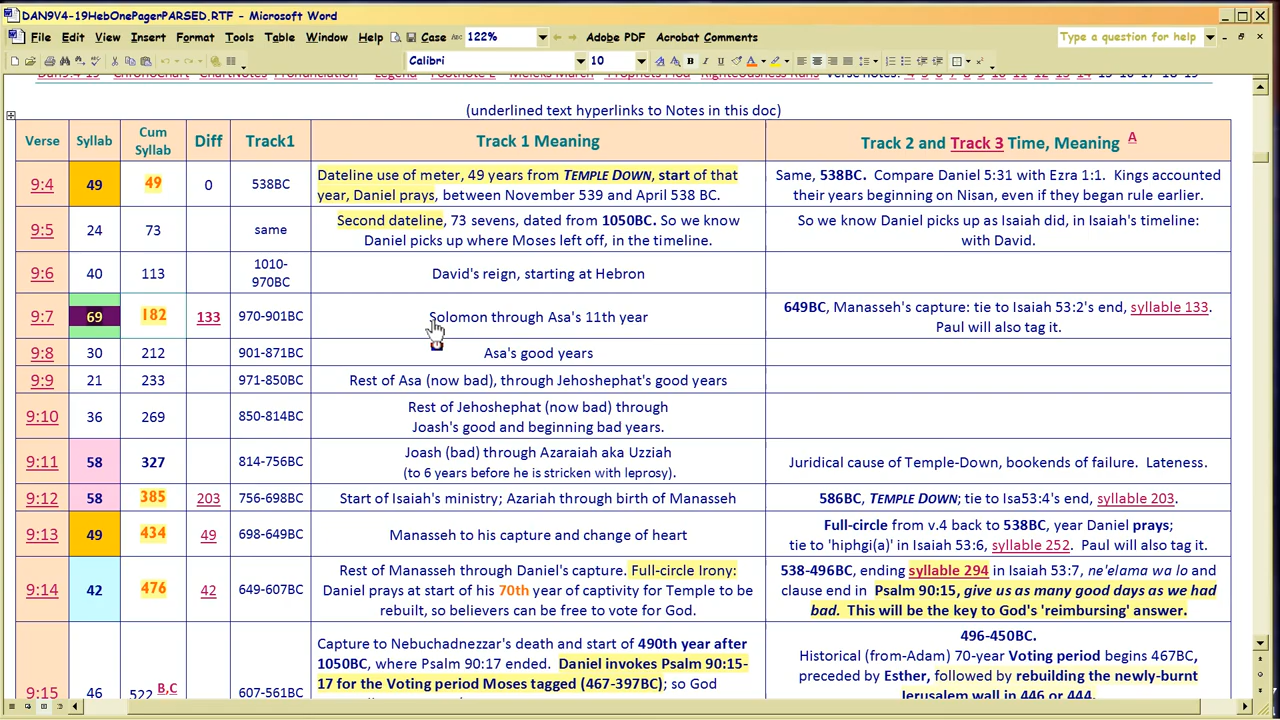 DAN9V4-19HebOnePagerPARSED.RTF - Microsoft Word
File Edit View Insert Format Tools Table Window Help Case 122% Adobe PDF Acrobat Comments Type a question for help
Calibri 10
(underlined text hyperlinks to Notes in this doc)
Verse Syllab Cum Syllab Diff Track1 Track 1 Meaning Track 2 and Track 3 Time, Meaning A
9:4 49 49 0 538BC
Dateline use of meter, 49 years from TEMPLE DOWN, start of that
year, Daniel prays, between November 539 and April 538 BC.
Same, 538BC. Compare Daniel 5:31 with Ezra 1:1. Kings accounted
their years beginning on Nisan, even if they began rule earlier.
9:5 24 73 same
Second dateline, 73 sevens, dated from 1050BC. So we know
Daniel picks up where Moses left off, in the timeline.
So we know Daniel picks up as Isaiah did, in Isaiah's timeline:
with David.
9:6 40 113 1010-
970BC
David's reign, starting at Hebron
9:7 69 182 133 970-901BC
Solomon through Asa's 11th year
649BC, Manasseh's capture: tie to Isaiah 53:2's end, syllable 133.
Paul will also tag it.
9:8 30 212 901-871BC
Asa's good years
9:9 21 233 971-850BC
Rest of Asa (now bad), through Jehoshephat's good years
9:10 36 269 850-814BC
Rest of Jehoshephat (now bad) through
Joash's good and beginning bad years.
9:11 58 327 814-756BC
Joash (bad) through Azaraiah aka Uzziah
(to 6 years before he is stricken with leprosy).
Juridical cause of Temple-Down, bookends of failure. Lateness.
9:12 58 385 203 756-698BC
Start of Isaiah's ministry; Azariah through birth of Manasseh
586BC, TEMPLE DOWN; tie to Isa53:4's end, syllable 203.
9:13 49 434 49 698-649BC
Manasseh to his capture and change of heart
Full-circle from v.4 back to 538BC, year Daniel prays;
tie to 'hiphgi(a)' in Isaiah 53:6, syllable 252. Paul will also tag it.
9:14 42 476 42 649-607BC
Rest of Manasseh through Daniel's capture. Full-circle Irony:
Daniel prays at start of his 70th year of captivity for Temple to be
rebuilt, so believers can be free to vote for God.
538-496BC, ending syllable 294 in Isaiah 53:7, ne'elama wa lo and
clause end in Psalm 90:15, give us as many good days as we had
bad. This will be the key to God's 'reimbursing' answer.
9:15 46 522 B,C 607-561BC
Capture to Nebuchadnezzar's death and start of 490th year after
1050BC, where Psalm 90:17 ended. Daniel invokes Psalm 90:15-
17 for the Voting period Moses tagged (467-397BC); so God
496-450BC.
Historical (from-Adam) 70-year Voting period begins 467BC,
preceded by Esther, followed by rebuilding the newly-burnt
Jerusalem wall in 446 or 444.